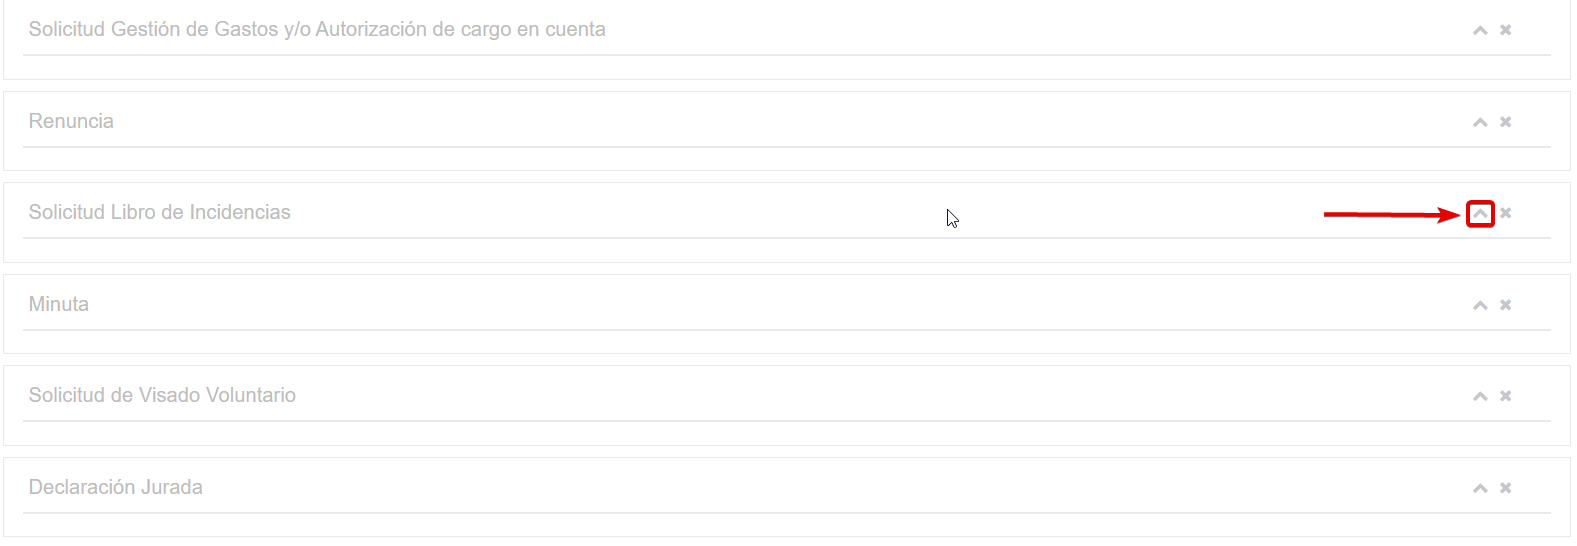 Solicitud Gestión de Gastos y/o Autorización de cargo en cuenta
Renuncia
Solicitud Libro de Incidencias
Minuta
Solicitud de Visado Voluntario
Declaración Jurada